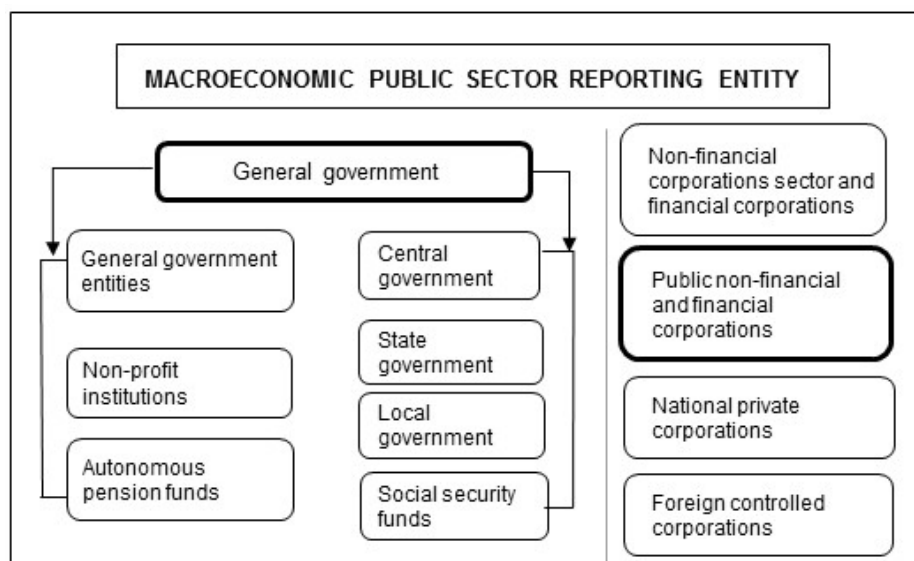 MACROECONOMIC PUBLIC SECTOR REPORTING ENTITY
General government
General government
entities
Non-profit
institutions
Autonomous
pension funds
Central
government
State
government
Local
government
Social security
funds
Non-financial
corporations sector and
financial corporations
Public non-financial
and financial
corporations
National private
corporations
Foreign controlled
corporations